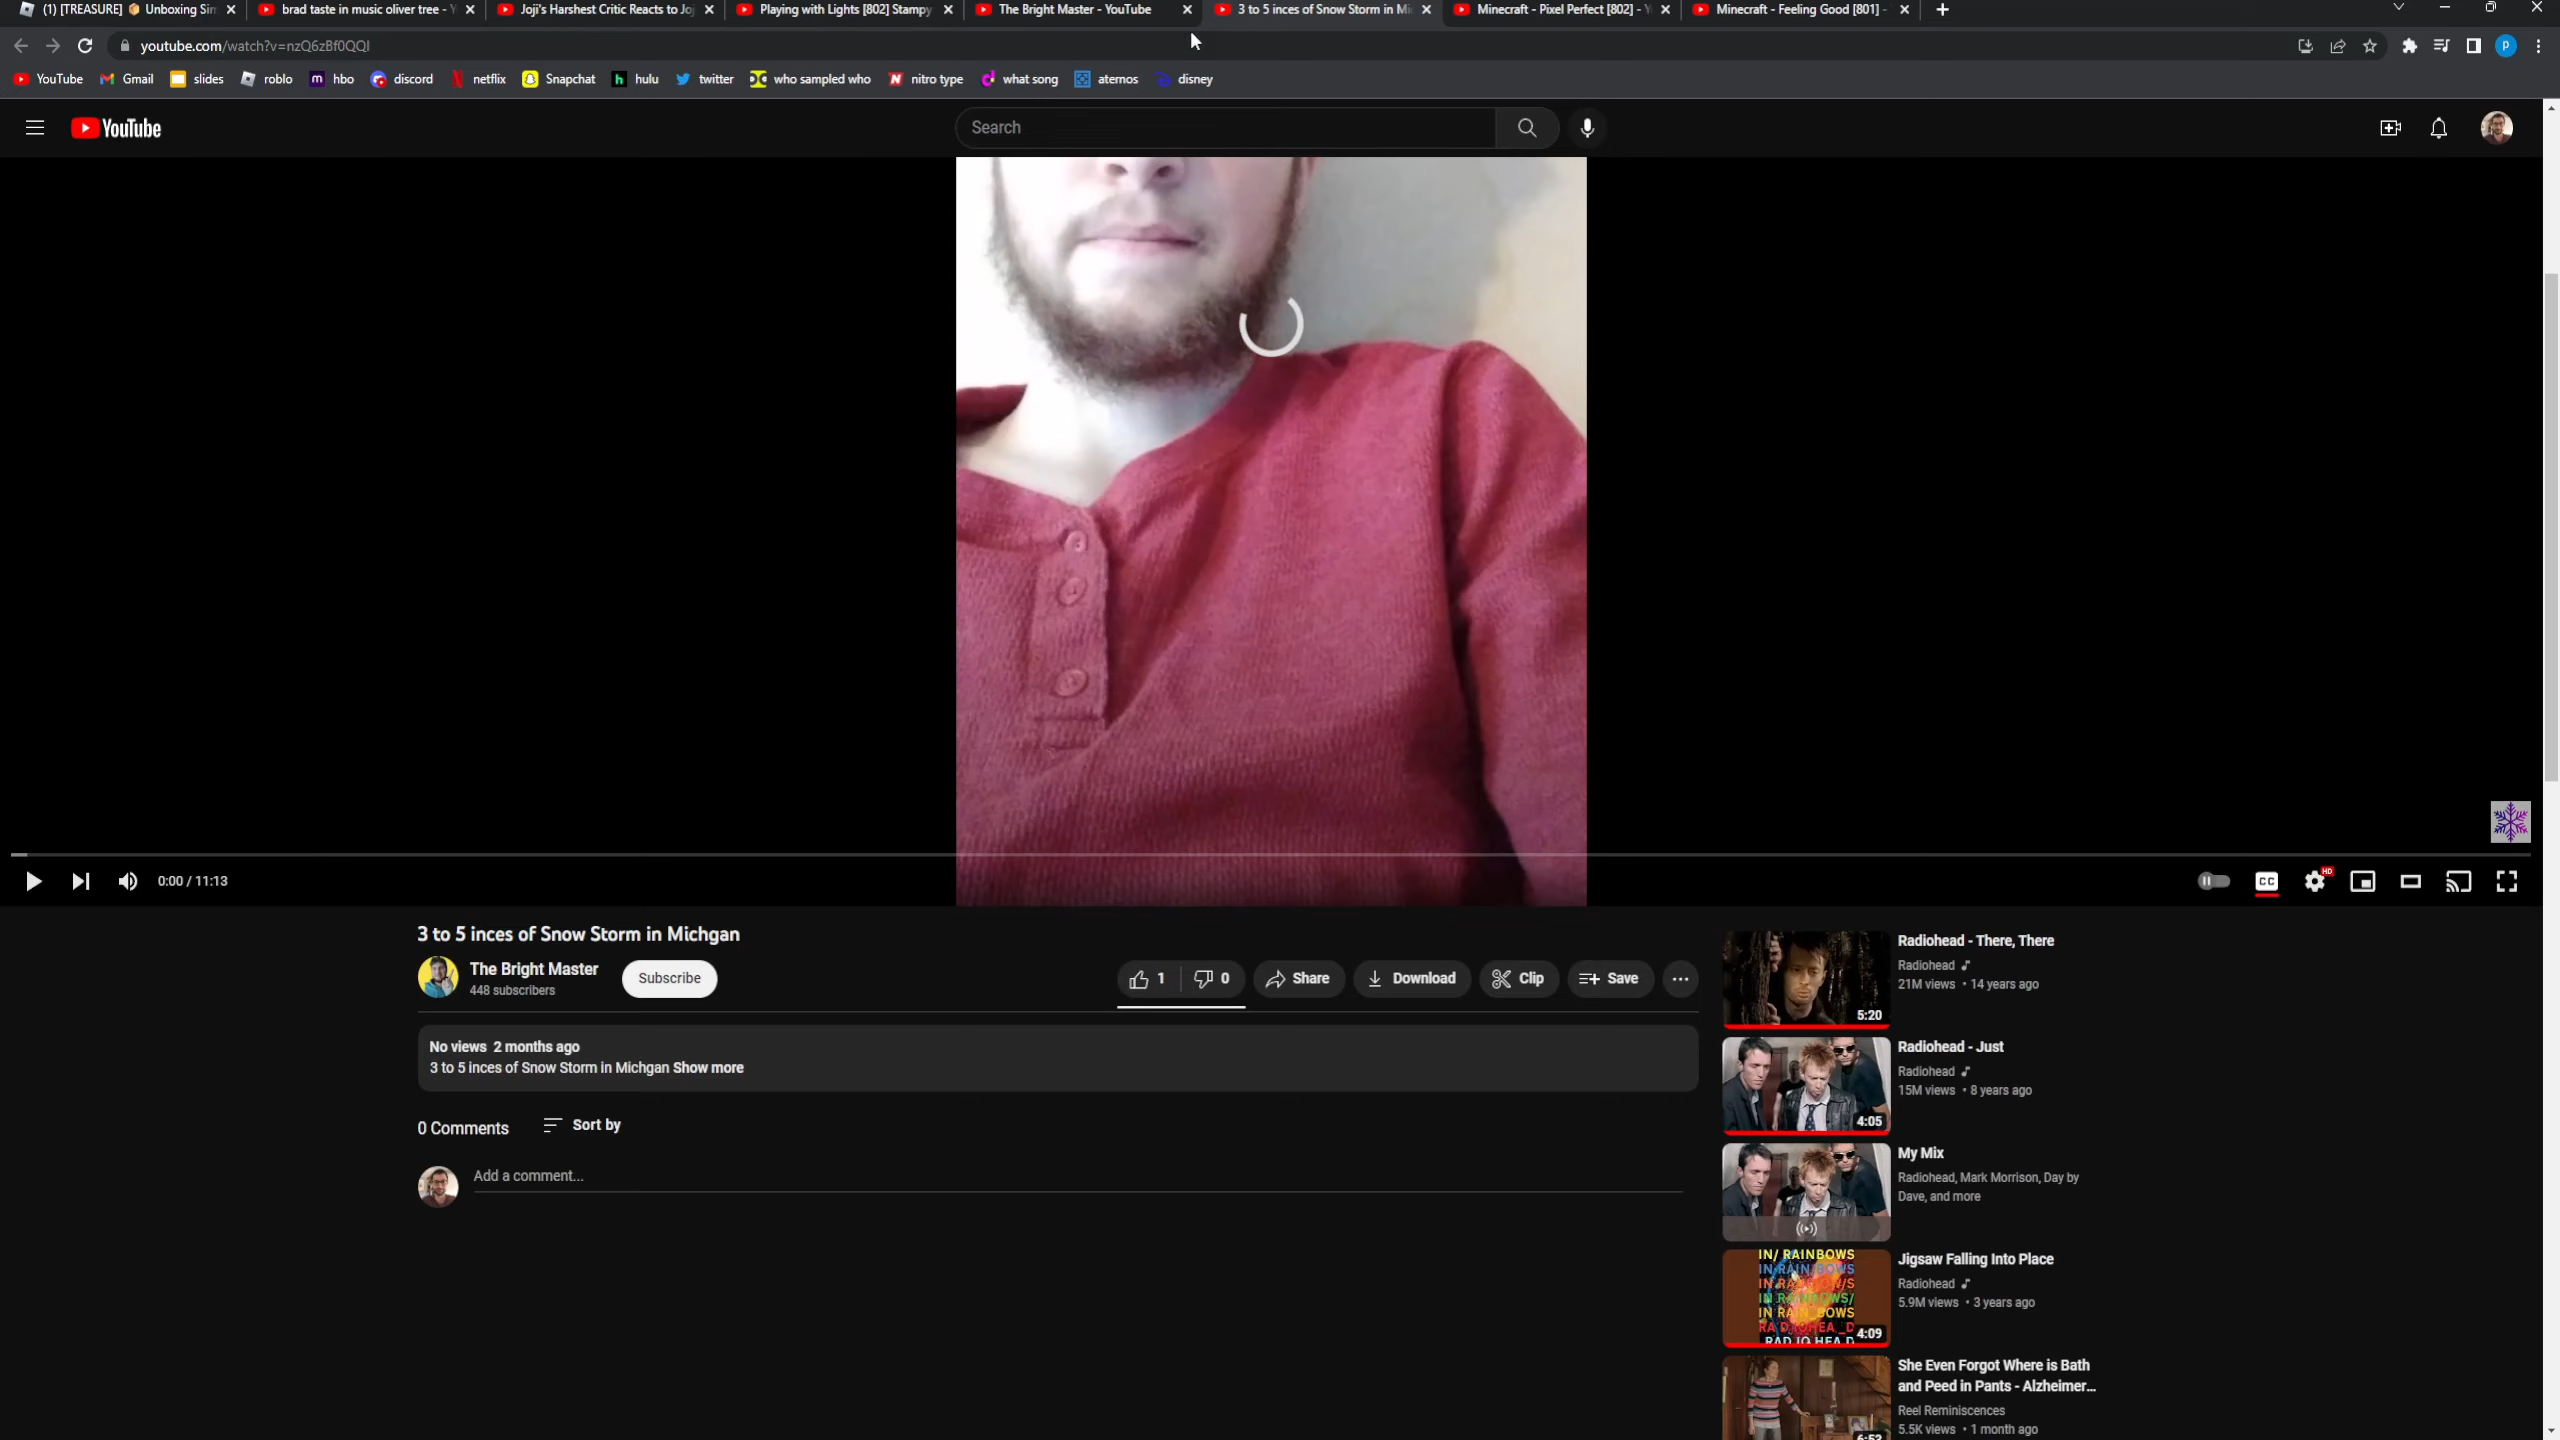 (1) [TREASURE] Unboxing Sim
brad taste in music oliver tree - Y
Joji's Harshest Critic Reacts to Joj
Playing with Lights [802] Stampy
The Bright Master - YouTube
3 to 5 inces of Snow Storm in Mi
Minecraft - Pixel Perfect [802] - Y
Minecraft - Feeling Good [801] -
youtube.com/watch?v=nzQ6zBf0QQI
P
YouTube Gmail slides roblo hbo discord netflix Snapchat hulu twitter who sampled who nitro type what song aternos disney
YouTube
Search
0:00 / 11:13
CC
HD
3 to 5 inces of Snow Storm in Michgan
The Bright Master
448 subscribers
Subscribe
1 0 Share Download Clip Save
No views 2 months ago
3 to 5 inces of Snow Storm in Michgan Show more
0 Comments Sort by
Add a comment...
5:20
Radiohead - There, There
Radiohead
21M views • 14 years ago
4:05
Radiohead - Just
Radiohead
15M views • 8 years ago
My Mix
Radiohead, Mark Morrison, Day by
Dave, and more
IN/ RAINBOWS
4:09
Jigsaw Falling Into Place
Radiohead
5.9M views • 3 years ago
6:53
She Even Forgot Where is Bath
and Peed in Pants - Alzheimer...
Reel Reminiscences
5.5K views • 1 month ago